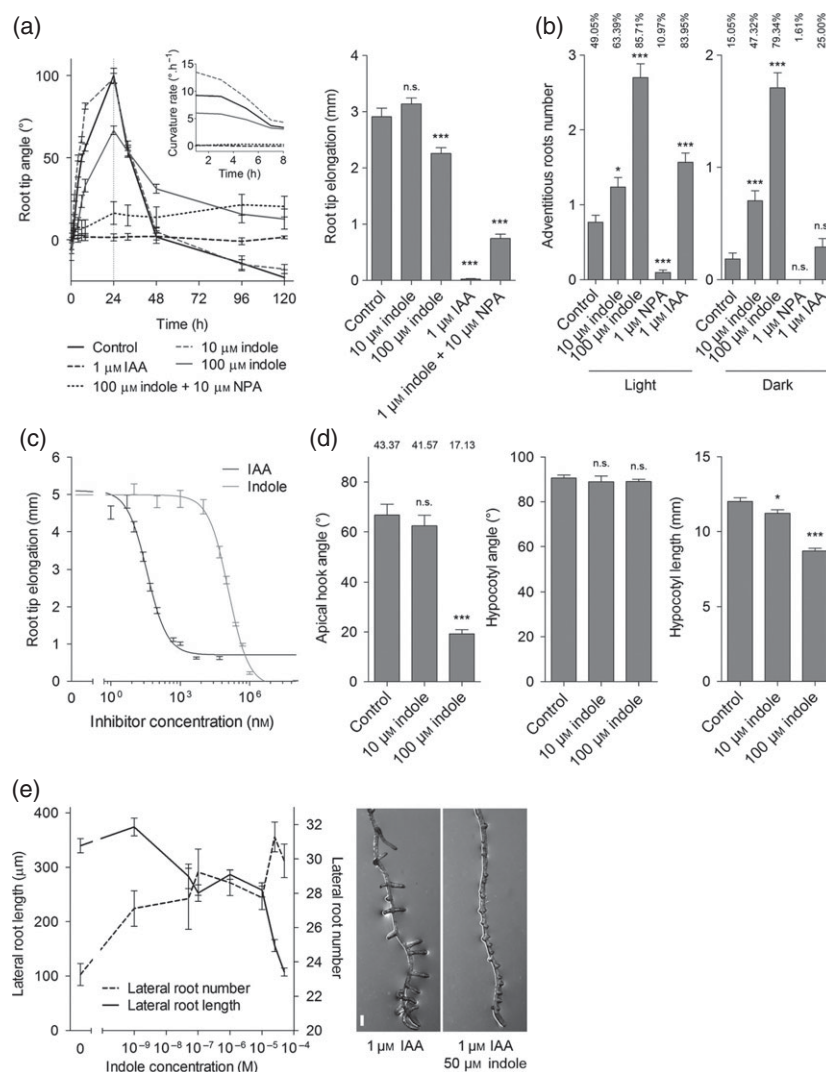 (a)
Root tip angle (°)
100
50
0
0 24 48 72 96 120
Time (h)
Curvature rate (°.h⁻¹)
15
10
5
0
2 4 6 8
Time (h)
Control
10 µM indole
1 µM IAA
100 µM indole
100 µM indole + 10 µM NPA
Root tip elongation (mm)
4
3
2
1
0
n.s.
***
***
***
Control
10 µM indole
100 µM indole
1 µM IAA
1 µM indole + 10 µM NPA
(b)
49.05%
63.39%
85.71%
10.97%
83.95%
15.05%
47.32%
79.34%
1.61%
25.00%
Adventitious roots number
3
2
1
0
*
***
***
***
Control
10 µM indole
100 µM indole
1 µM NPA
1 µM IAA
Light
2
1
0
***
***
n.s.
n.s.
Control
10 µM indole
100 µM indole
1 µM NPA
1 µM IAA
Dark
(c)
Root tip elongation (mm)
6
5
4
3
2
1
0
IAA
Indole
0 10⁰ 10³ 10⁶
Inhibitor concentration (nM)
(d)
43.37 41.57 17.13
Apical hook angle (°)
80
60
40
20
0
n.s.
***
Control
10 µM indole
100 µM indole
Hypocotyl angle (°)
100
80
60
40
20
0
n.s.
n.s.
Control
10 µM indole
100 µM indole
Hypocotyl length (mm)
15
10
5
0
*
***
Control
10 µM indole
100 µM indole
(e)
Lateral root length (µm)
400
300
200
100
0
Lateral root number
32
30
28
26
24
22
20
Lateral root number
Lateral root length
0 10⁻⁹ 10⁻⁸ 10⁻⁷ 10⁻⁶ 10⁻⁵ 10⁻⁴
Indole concentration (M)
1 µM IAA
1 µM IAA
50 µM indole